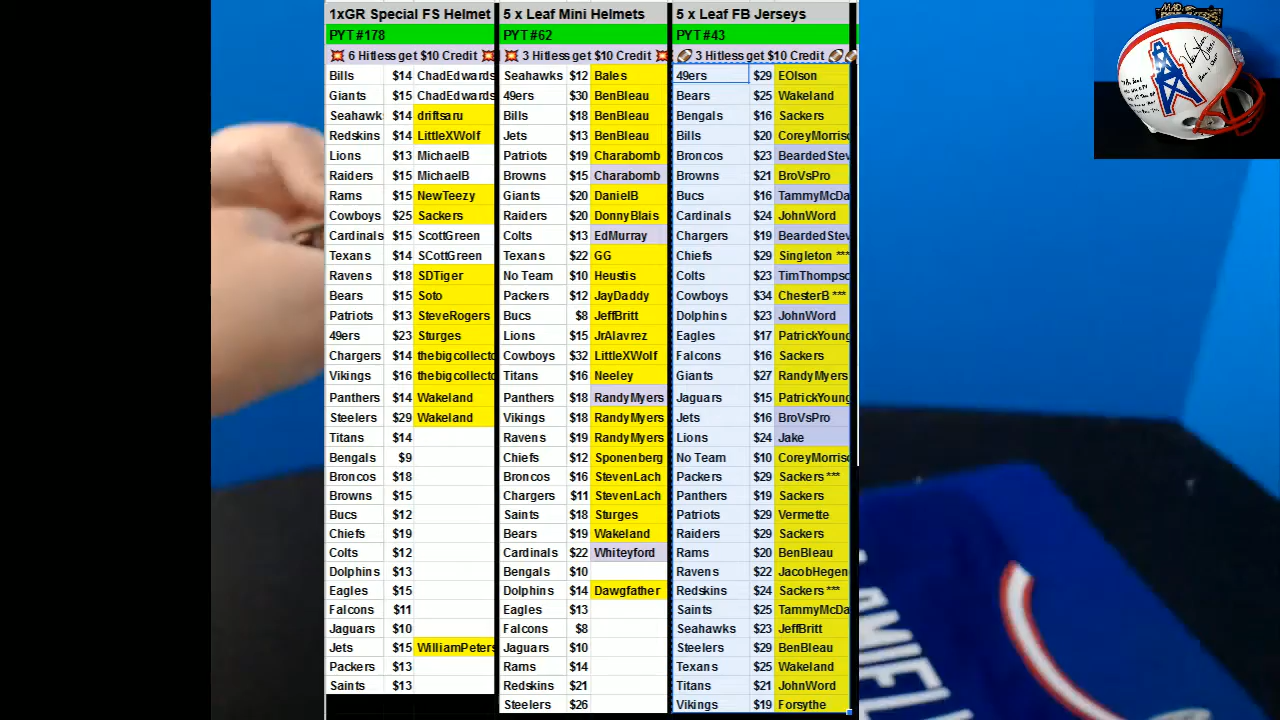 1xGR Special FS Helmet
PYT#178
💥 6 Hitless get $10 Credit 💥
Bills $14 ChadEdwards
Giants $15 ChadEdwards
Seahawk $14 driftsaru
Redskins $14 LittleXWolf
Lions $13 MichaelB
Raiders $15 MichaelB
Rams $15 NewTeezy
Cowboys $25 Sackers
Cardinals $15 ScottGreen
Texans $14 SCottGreen
Ravens $18 SDTiger
Bears $15 Soto
Patriots $13 SteveRogers
49ers $23 Sturges
Chargers $14 thebigcollecto
Vikings $16 thebigcollecto
Panthers $14 Wakeland
Steelers $29 Wakeland
Titans $14
Bengals $9
Broncos $18
Browns $15
Bucs $12
Chiefs $19
Colts $12
Dolphins $13
Eagles $15
Falcons $11
Jaguars $10
Jets $15 WilliamPeters
Packers $13
Saints $13
5 x Leaf Mini Helmets
PYT#62
💥 3 Hitless get $10 Credit 💥
Seahawks $12 Bales
49ers $30 BenBleau
Bills $18 BenBleau
Jets $13 BenBleau
Patriots $19 Charabomb
Browns $15 Charabomb
Giants $20 DanielB
Raiders $20 DonnyBlais
Colts $13 EdMurray
Texans $22 GG
No Team $10 Heustis
Packers $12 JayDaddy
Bucs $8 JeffBritt
Lions $15 JrAlavrez
Cowboys $32 LittleXWolf
Titans $16 Neeley
Panthers $18 RandyMyers
Vikings $18 RandyMyers
Ravens $19 RandyMyers
Chiefs $12 Sponenberg
Broncos $16 StevenLach
Chargers $11 StevenLach
Saints $18 Sturges
Bears $19 Wakeland
Cardinals $22 Whiteyford
Bengals $10
Dolphins $14 Dawgfather
Eagles $13
Falcons $8
Jaguars $10
Rams $14
Redskins $21
Steelers $26
5 x Leaf FB Jerseys
PYT#43
🏈 3 Hitless get $10 Credit 🏈
49ers $29 EOlson
Bears $25 Wakeland
Bengals $16 Sackers
Bills $20 CoreyMorrisc
Broncos $23 BeardedStev
Browns $21 BroVsPro
Bucs $16 TammyMcDa
Cardinals $24 JohnWord
Chargers $19 BeardedStev
Chiefs $29 Singleton ***
Colts $23 TimThompsc
Cowboys $34 ChesterB ***
Dolphins $23 JohnWord
Eagles $17 PatrickYoung
Falcons $16 Sackers
Giants $27 RandyMyers
Jaguars $15 PatrickYoung
Jets $16 BroVsPro
Lions $24 Jake
No Team $10 CoreyMorrisc
Packers $29 Sackers ***
Panthers $19 Sackers
Patriots $29 Vermette
Raiders $29 Sackers
Rams $20 BenBleau
Ravens $22 JacobHegen
Redskins $24 Sackers ***
Saints $25 TammyMcDa
Seahawks $23 JeffBritt
Steelers $29 BenBleau
Texans $25 Wakeland
Titans $21 JohnWord
Vikings $19 Forsythe